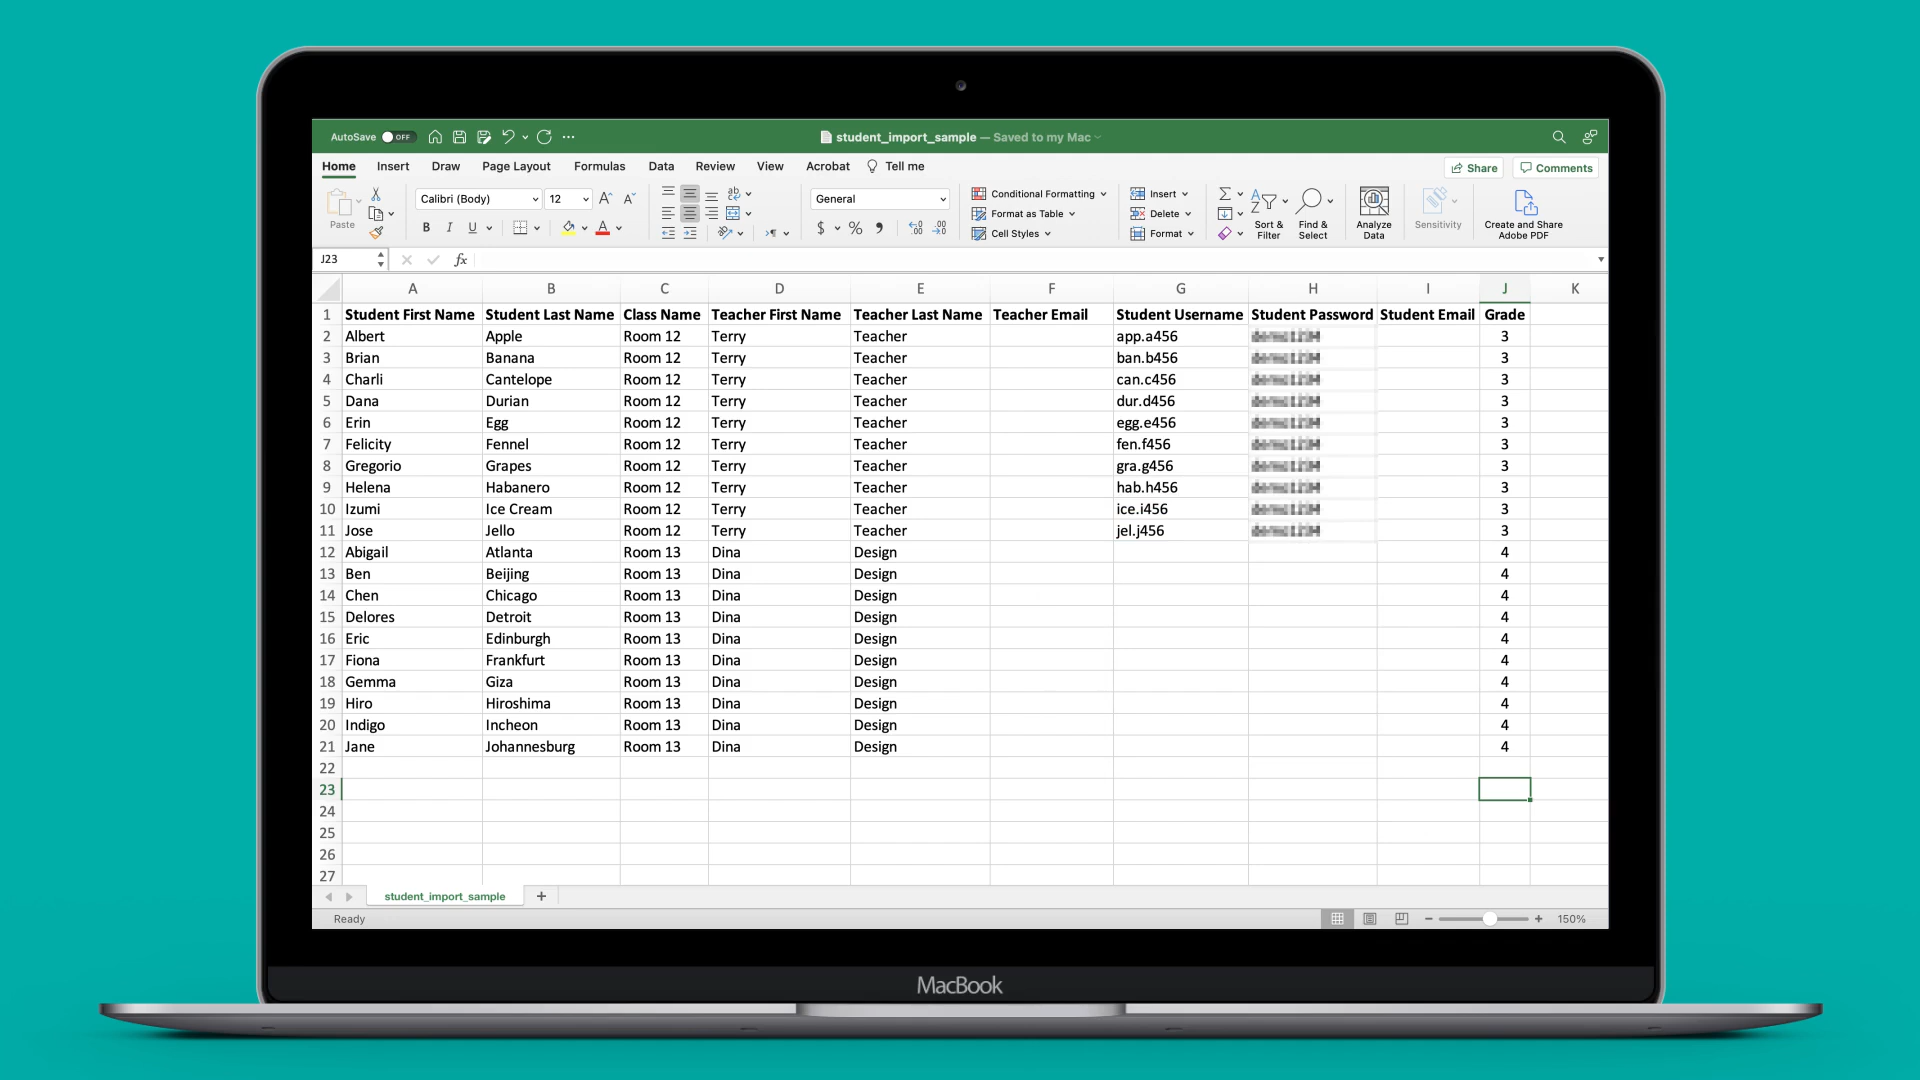 AutoSave OFF student_import_sample — Saved to my Mac
Home Insert Draw Page Layout Formulas Data Review View Acrobat Tell me Share Comments
Paste Calibri (Body) 12 General Conditional Formatting Insert
B I U $ % Format as Table Delete Sort & Filter Find & Select Analyze Data Sensitivity Create and Share Adobe PDF
Cell Styles Format
J23 fx
A B C D E F G H I J K
1 Student First Name Student Last Name Class Name Teacher First Name Teacher Last Name Teacher Email Student Username Student Password Student Email Grade
2 Albert Apple Room 12 Terry Teacher app.a456 3
3 Brian Banana Room 12 Terry Teacher ban.b456 3
4 Charli Cantelope Room 12 Terry Teacher can.c456 3
5 Dana Durian Room 12 Terry Teacher dur.d456 3
6 Erin Egg Room 12 Terry Teacher egg.e456 3
7 Felicity Fennel Room 12 Terry Teacher fen.f456 3
8 Gregorio Grapes Room 12 Terry Teacher gra.g456 3
9 Helena Habanero Room 12 Terry Teacher hab.h456 3
10 Izumi Ice Cream Room 12 Terry Teacher ice.i456 3
11 Jose Jello Room 12 Terry Teacher jel.j456 3
12 Abigail Atlanta Room 13 Dina Design 4
13 Ben Beijing Room 13 Dina Design 4
14 Chen Chicago Room 13 Dina Design 4
15 Delores Detroit Room 13 Dina Design 4
16 Eric Edinburgh Room 13 Dina Design 4
17 Fiona Frankfurt Room 13 Dina Design 4
18 Gemma Giza Room 13 Dina Design 4
19 Hiro Hiroshima Room 13 Dina Design 4
20 Indigo Incheon Room 13 Dina Design 4
21 Jane Johannesburg Room 13 Dina Design 4
22
23
24
25
26
27
student_import_sample +
Ready 150%
MacBook